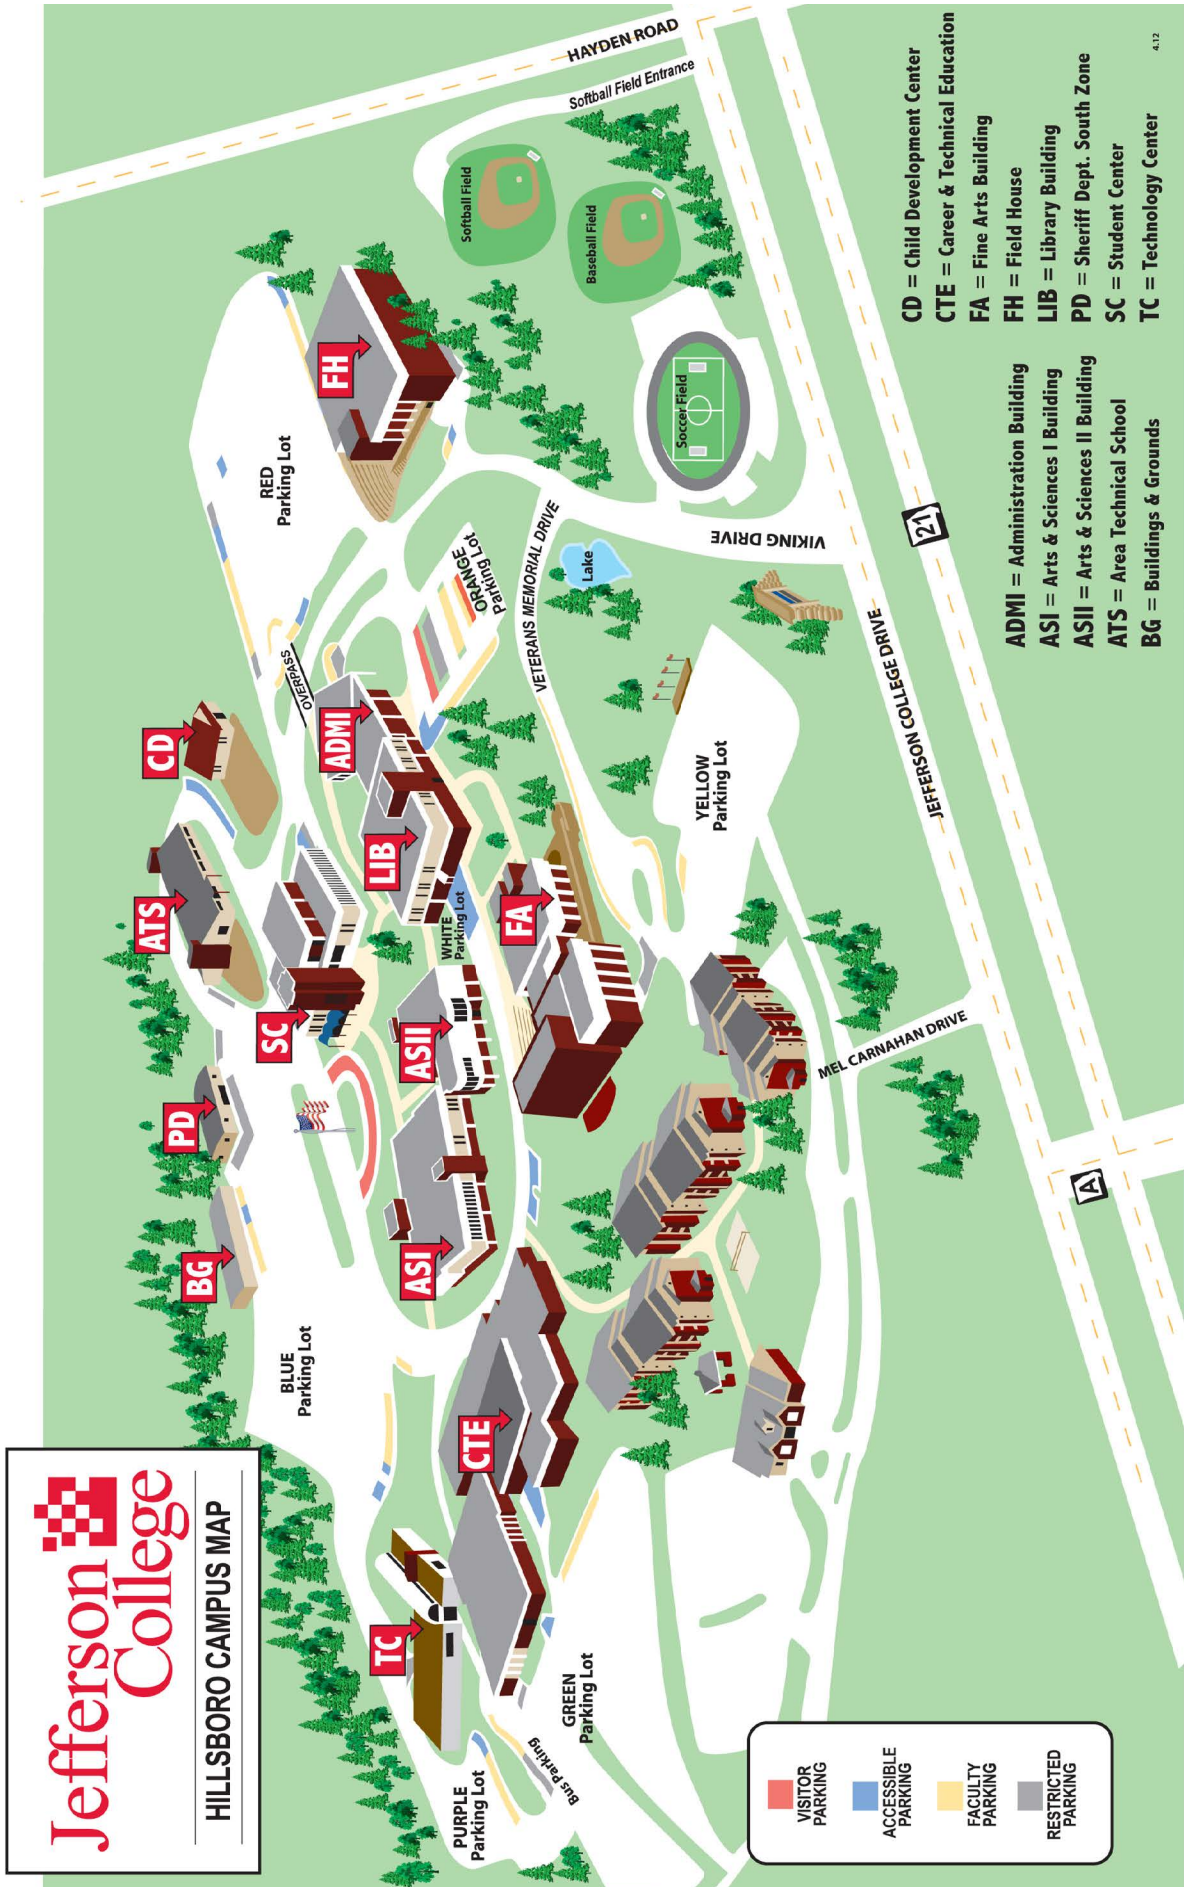 Jefferson
College
HILLSBORO CAMPUS MAP
BG
PD
ATS
CD
SC
BLUE
Parking Lot
OVERPASS
RED
Parking Lot
FH
HAYDEN ROAD
Softball Field Entrance
Softball Field
Baseball Field
TC
ASI
ASII
LIB
ADMI
WHITE
Parking Lot
ORANGE
Parking Lot
CTE
FA
VETERANS MEMORIAL DRIVE
Lake
Soccer Field
PURPLE
Parking Lot
Bus Parking
GREEN
Parking Lot
YELLOW
Parking Lot
VIKING DRIVE
MEL CARNAHAN DRIVE
JEFFERSON COLLEGE DRIVE
21
A
VISITOR
PARKING
ACCESSIBLE
PARKING
FACULTY
PARKING
RESTRICTED
PARKING
ADMI = Administration Building
ASI = Arts & Sciences I Building
ASII = Arts & Sciences II Building
ATS = Area Technical School
BG = Buildings & Grounds
CD = Child Development Center
CTE = Career & Technical Education
FA = Fine Arts Building
FH = Field House
LIB = Library Building
PD = Sheriff Dept. South Zone
SC = Student Center
TC = Technology Center
4.12